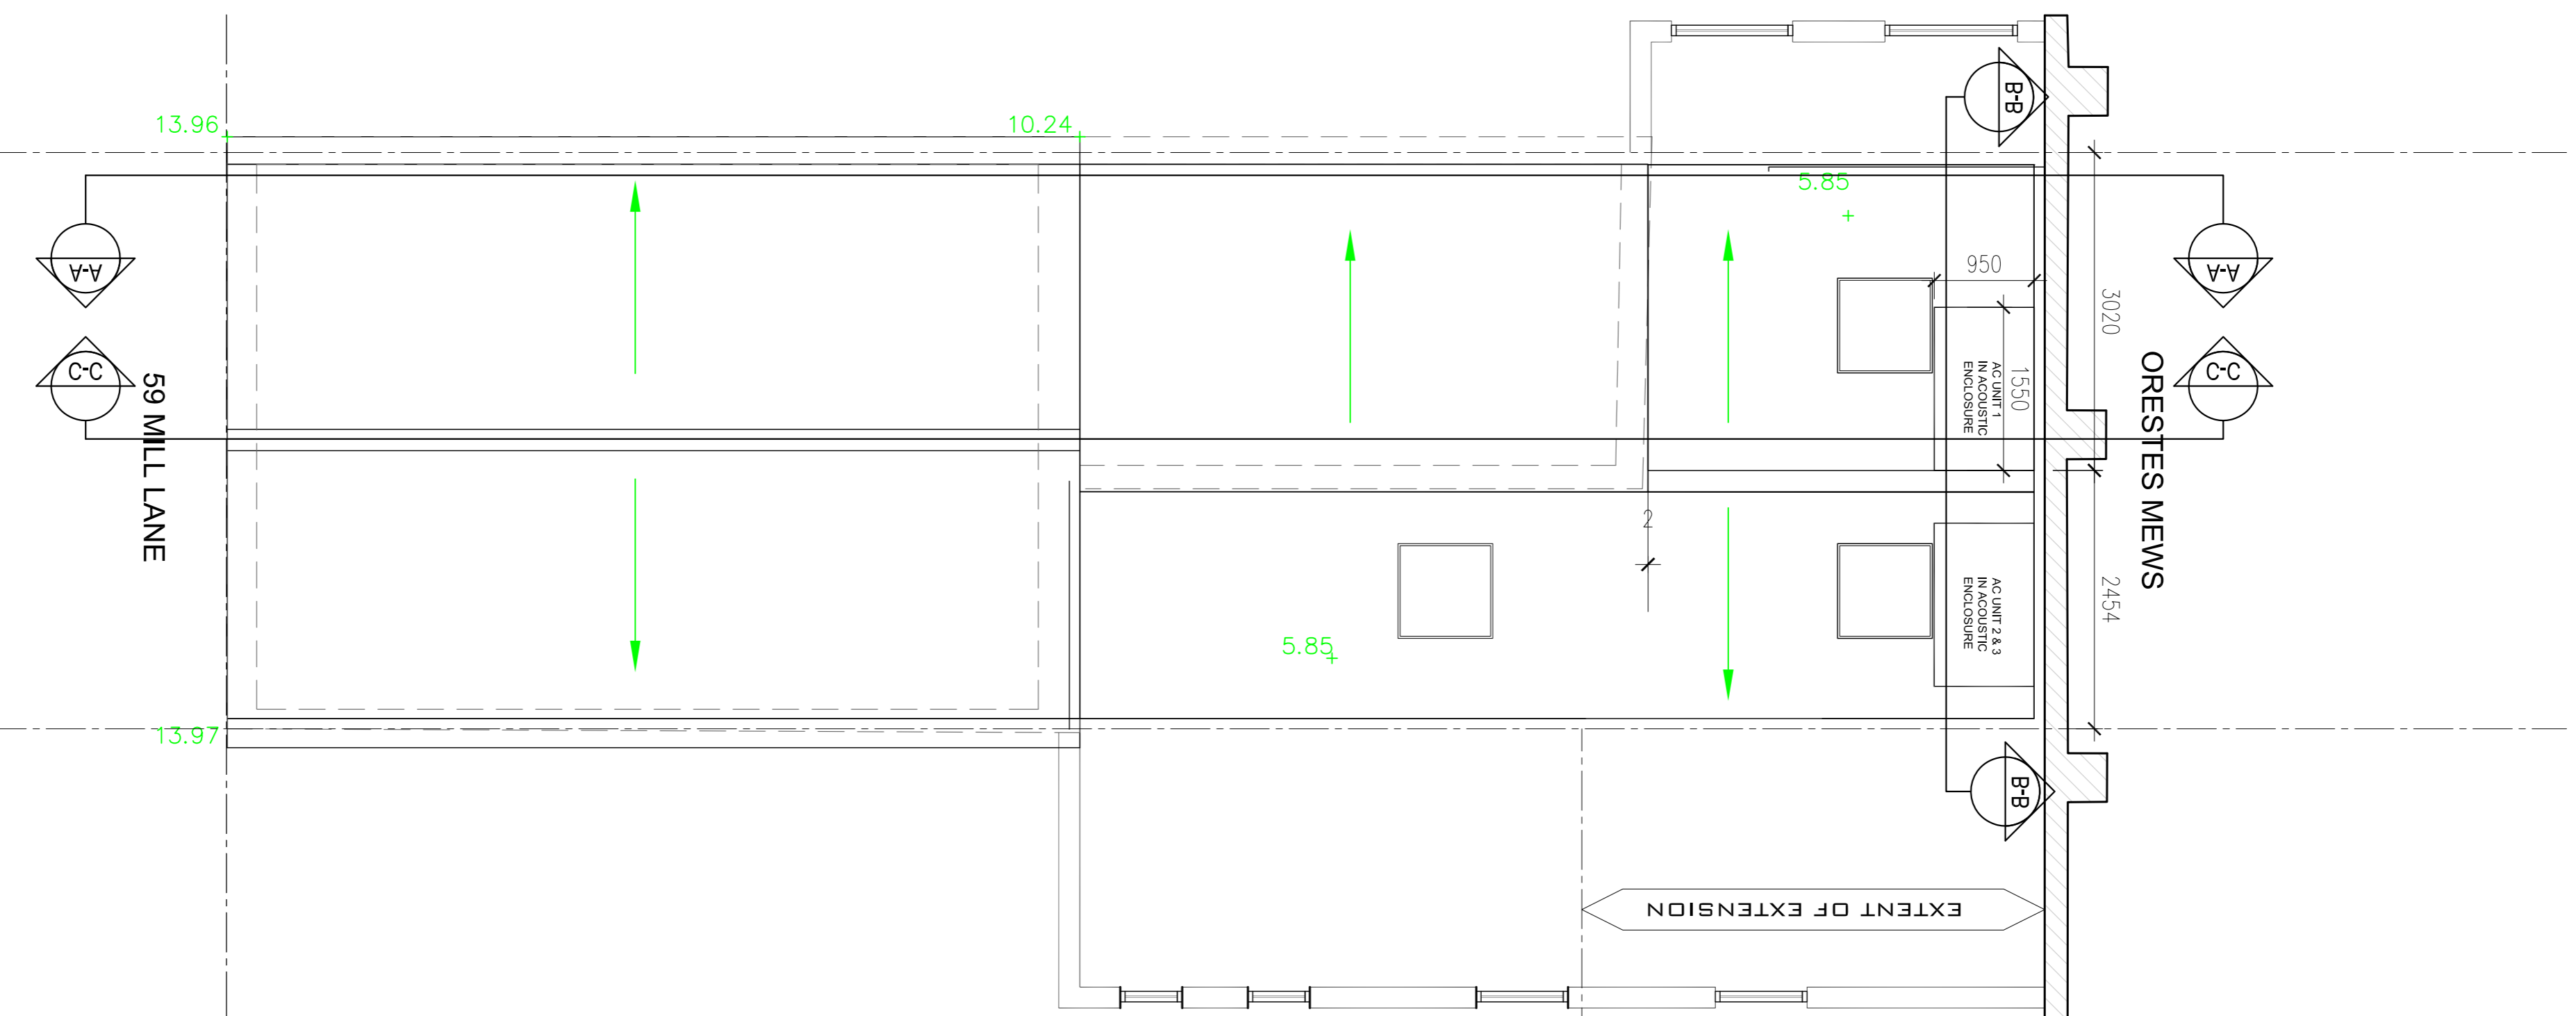 B-B
13.96
10.24
5.85
A-A
A-A
950
3020
C-C
C-C
59 MILL LANE
AC UNIT 1
IN ACOUSTIC
ENCLOSURE
1550
ORESTES MEWS
2
5.85
AC UNIT 2 & 3
IN ACOUSTIC
ENCLOSURE
2454
13.97
B-B
EXTENT OF EXTENSION